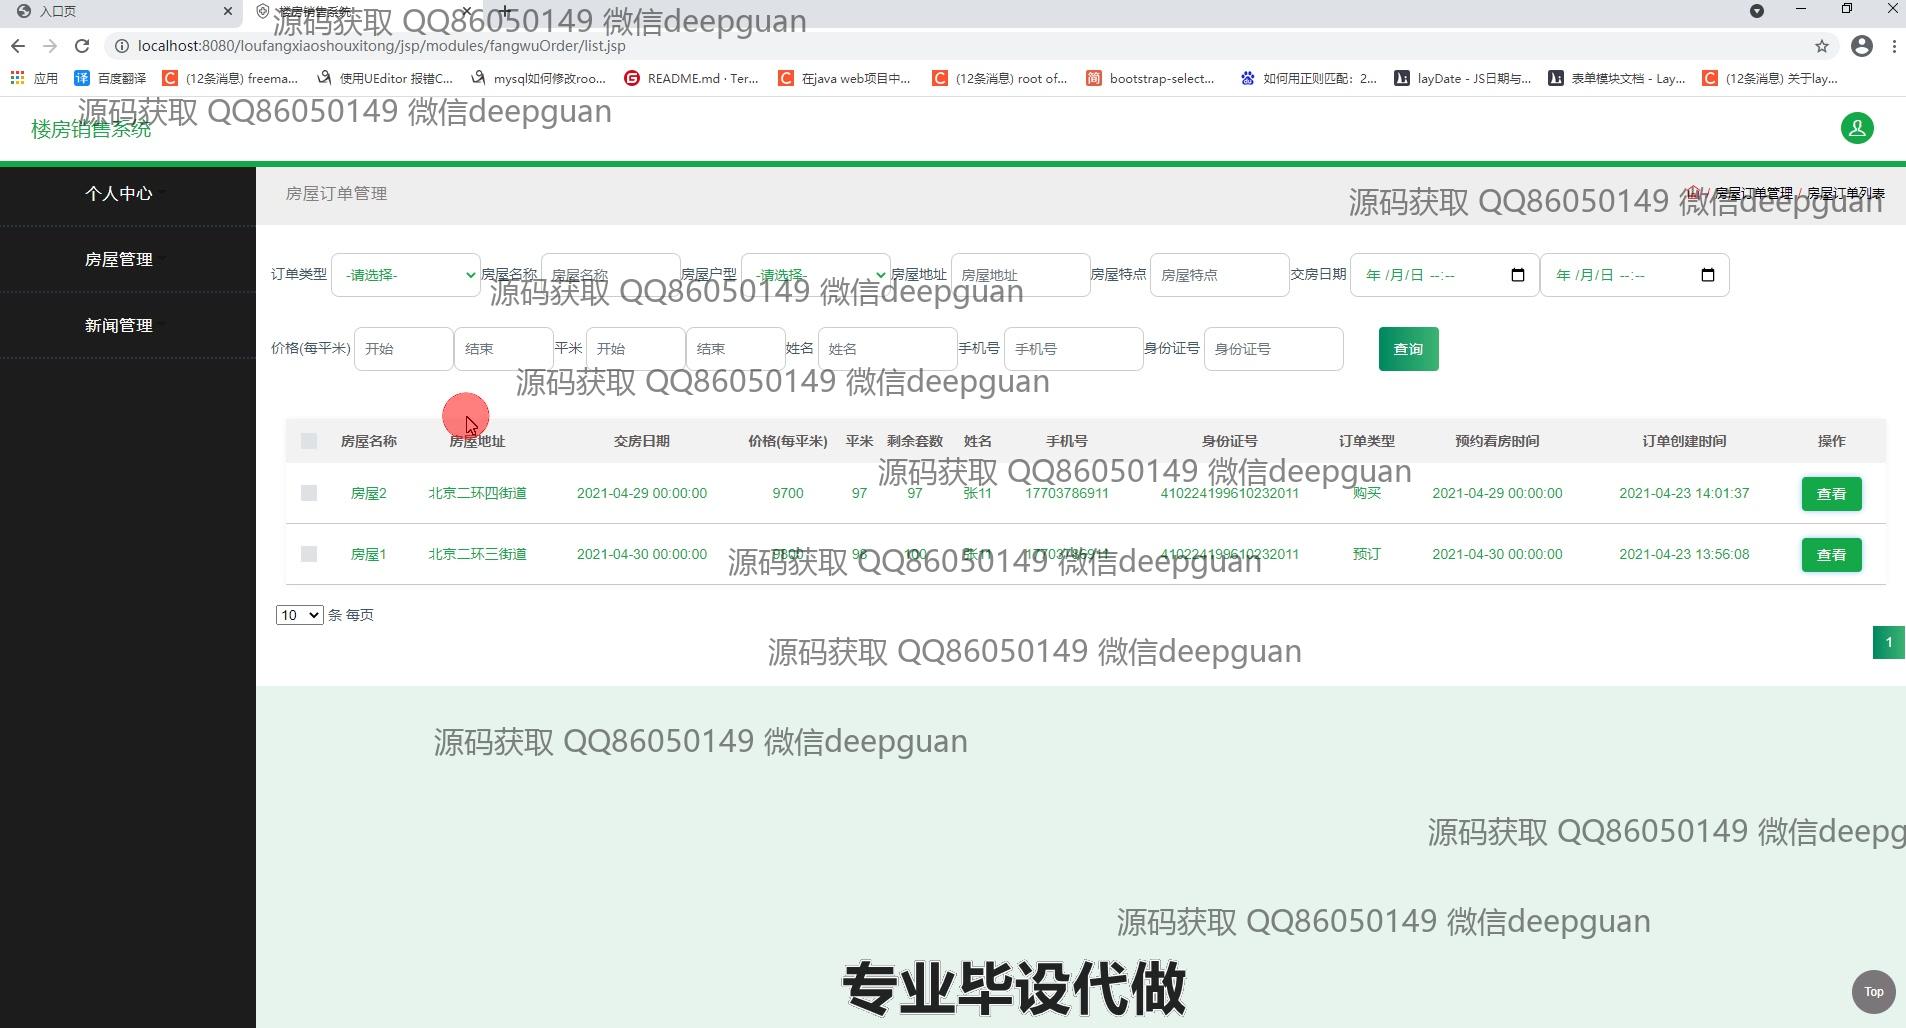 入口页
楼房销售系统
源码获取 QQ86050149 微信deepguan
localhost:8080/loufangxiaoshouxitong/jsp/modules/fangwuOrder/list.jsp
应用 百度翻译 (12条消息) freema... 使用UEditor 报错C... mysql如何修改roo... README.md · Ter... 在java web项目中... (12条消息) root of... bootstrap-select... 如何用正则匹配：2... layDate - JS日期与... 表单模块文档 - Lay... (12条消息) 关于lay...
源码获取 QQ86050149 微信deepguan
楼房销售系统
个人中心
房屋管理
新闻管理
房屋订单管理
房屋订单管理 / 房屋订单列表
源码获取 QQ86050149 微信deepguan
订单类型 -请选择- 房屋名称 房屋名称 房屋户型 -请选择- 房屋地址 房屋地址 房屋特点 房屋特点 交房日期 年 /月/日 --:-- 年 /月/日 --:--
源码获取 QQ86050149 微信deepguan
价格(每平米) 开始 结束 平米 开始 结束 姓名 姓名 手机号 手机号 身份证号 身份证号 查询
源码获取 QQ86050149 微信deepguan
房屋名称 房屋地址 交房日期 价格(每平米) 平米 剩余套数 姓名 手机号 身份证号 订单类型 预约看房时间 订单创建时间 操作
源码获取 QQ86050149 微信deepguan
房屋2 北京二环四街道 2021-04-29 00:00:00 9700 97 97 张11 17703786911 410224199610232011 购买 2021-04-29 00:00:00 2021-04-23 14:01:37 查看
房屋1 北京二环三街道 2021-04-30 00:00:00 9800 98 100 张11 17703786911 410224199610232011 预订 2021-04-30 00:00:00 2021-04-23 13:56:08 查看
源码获取 QQ86050149 微信deepguan
10 条 每页
1
源码获取 QQ86050149 微信deepguan
源码获取 QQ86050149 微信deepguan
源码获取 QQ86050149 微信deepg
源码获取 QQ86050149 微信deepguan
专业毕设代做
Top